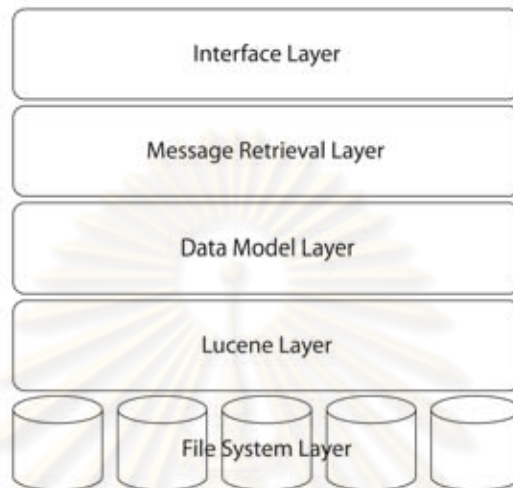 Interface Layer
Message Retrieval Layer
Data Model Layer
Lucene Layer
File System Layer